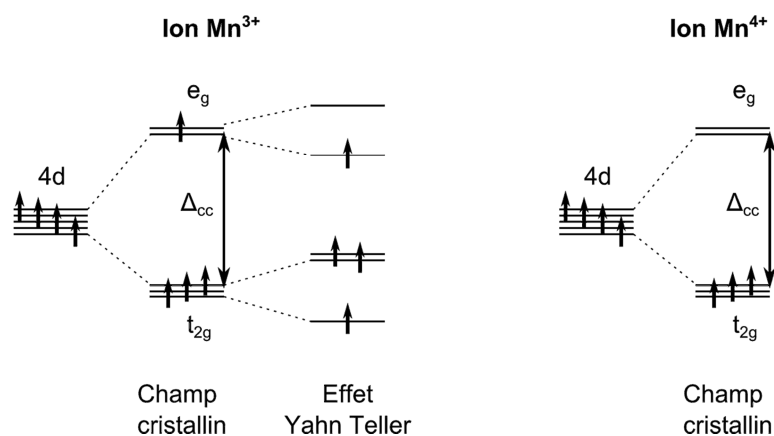 Ion Mn3+
Ion Mn4+
eg
eg
4d
4d
Δcc
Δcc
t2g
t2g
Champ
cristallin
Effet
Yahn Teller
Champ
cristallin